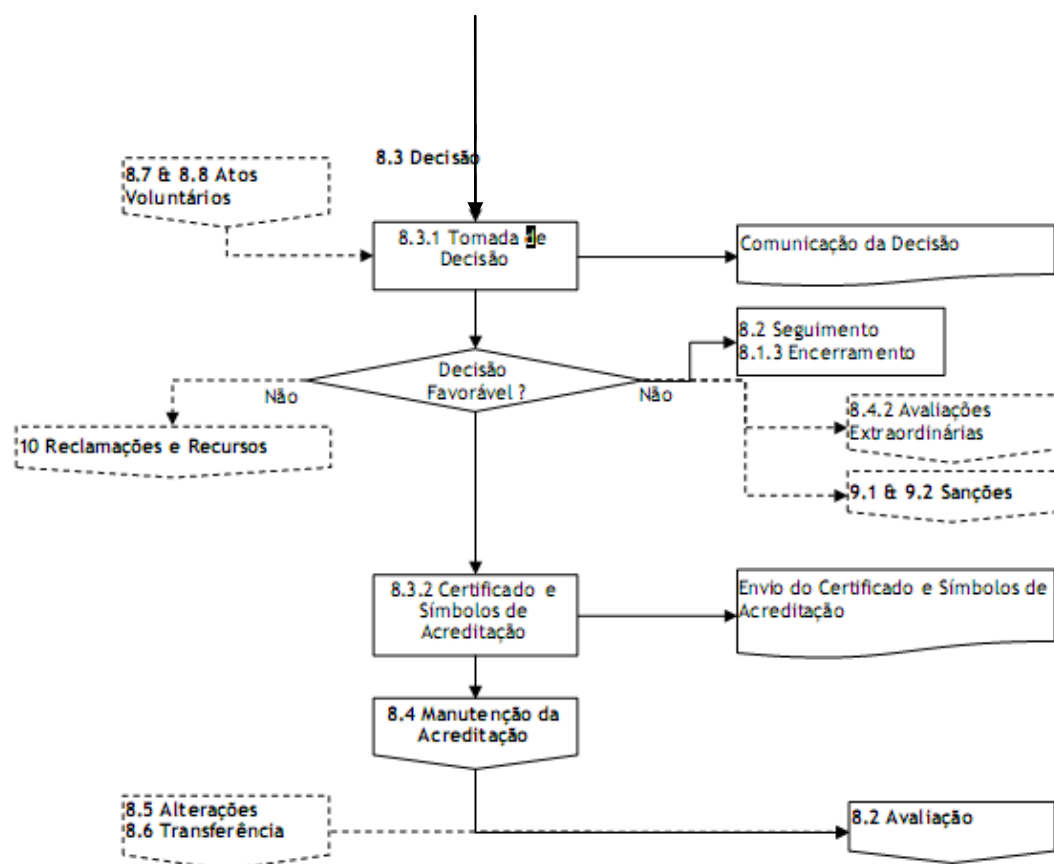 8.3 Decisão
8.7 & 8.8 Atos
Voluntários
8.3.1 Tomada de
Decisão
Comunicação da Decisão
8.2 Seguimento
8.1.3 Encerramento
Decisão
Favorável ?
Não
Não
10 Reclamações e Recursos
8.4.2 Avaliações
Extraordinárias
9.1 & 9.2 Sanções
8.3.2 Certificado e
Símbolos de
Acreditação
Envio do Certificado e Símbolos de
Acreditação
8.4 Manutenção da
Acreditação
8.5 Alterações
8.6 Transferência
8.2 Avaliação